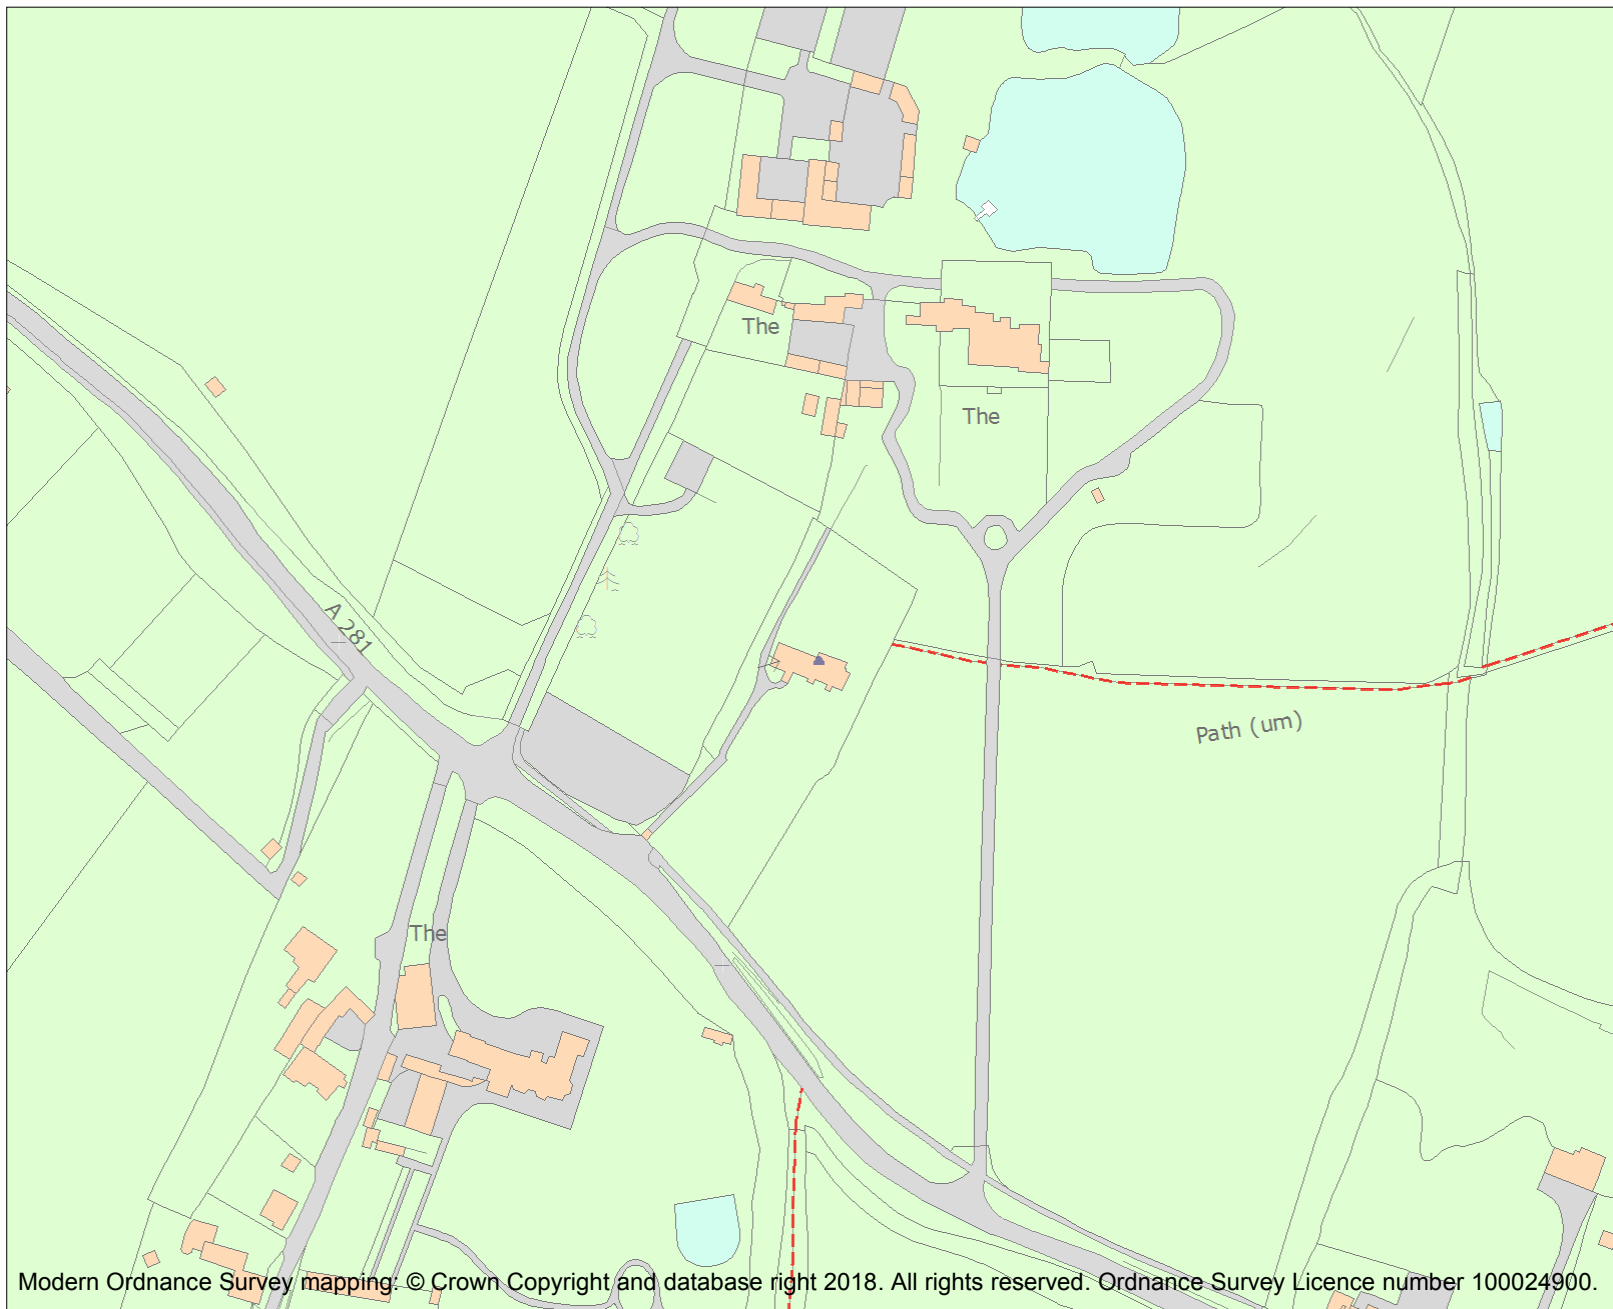 The
The
A 281
Path (um)
The
Modern Ordnance Survey mapping: © Crown Copyright and database right 2018. All rights reserved. Ordnance Survey Licence number 100024900.